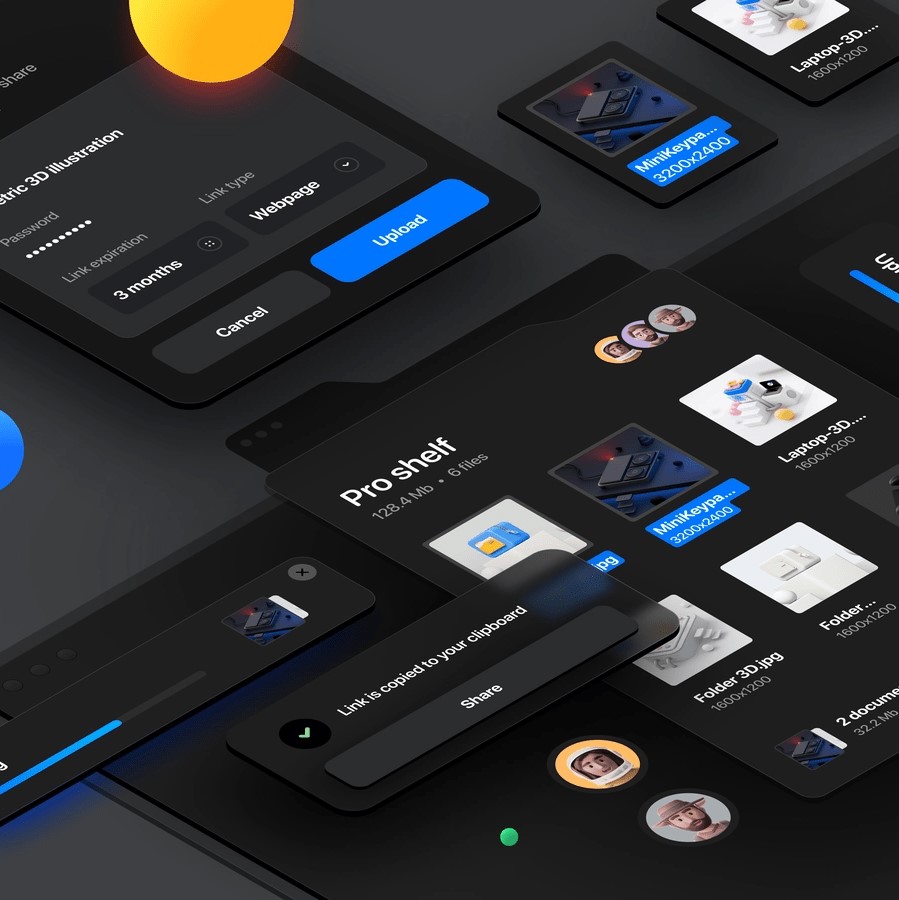 share
etric 3D illustration
Password
Link type
Webpage
Link expiration
3 months
Upload
Cancel
MiniKeypa...
3200x2400
Laptop-3D....
1600x1200
Pro shelf
128.4 Mb • 6 files
Laptop-3D....
1600x1200
MiniKeypa...
3200x2400
jpg
Folder...
1600x1200
Folder 3D.jpg
1600x1200
2 docume
32.2 Mb
Link is copied to your clipboard
Share